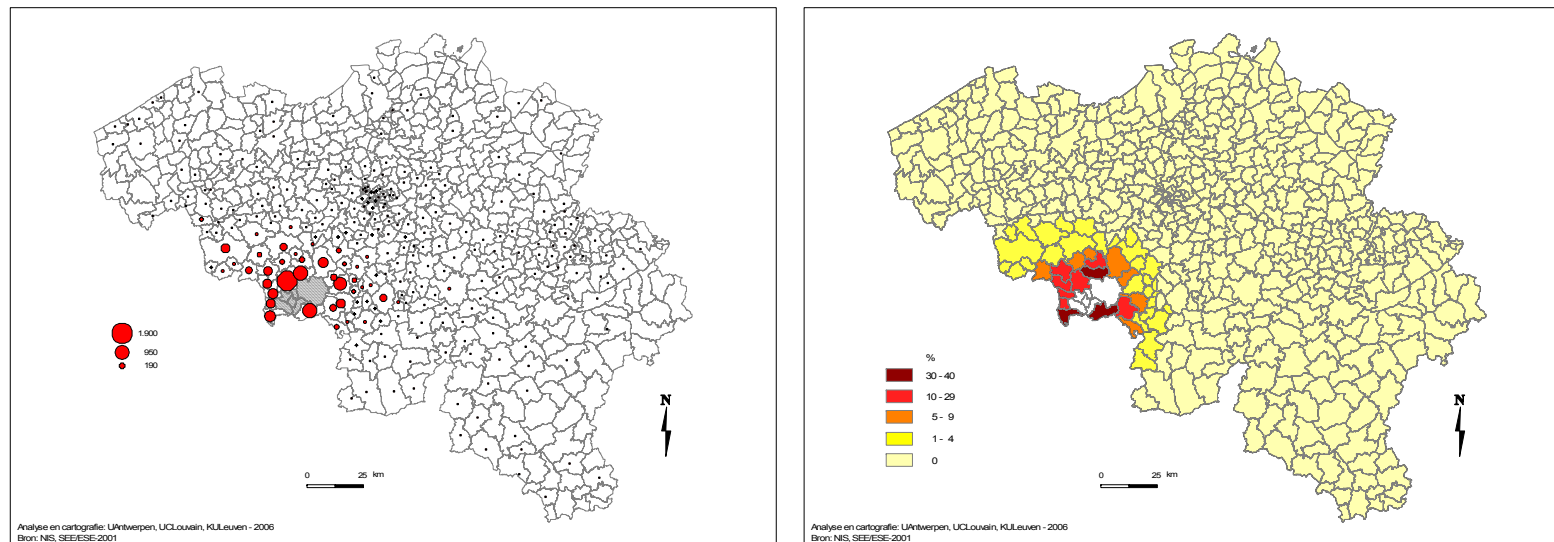 1.900
950
190
N
0 25 km
Analyse en cartografie: UAntwerpen, UCLouvain, KULeuven - 2006
Bron: NIS, SEE/ESE-2001
%
30 - 40
10 - 29
5 - 9
1 - 4
0
N
0 25 km
Analyse en cartografie: UAntwerpen, UCLouvain, KULeuven - 2006
Bron: NIS, SEE/ESE-2001